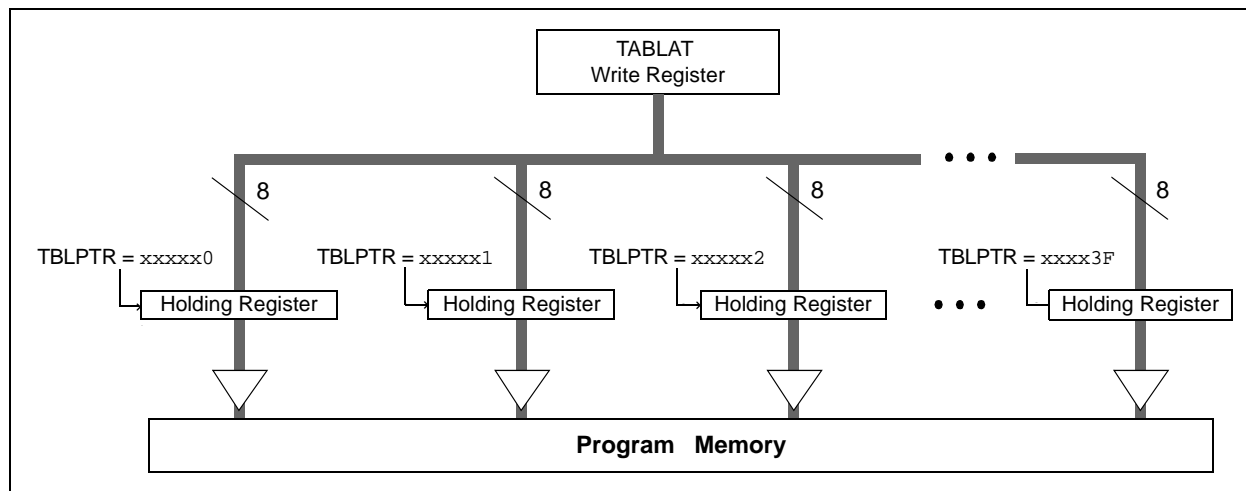 TABLAT
Write Register
8
8
8
8
TBLPTR = xxxxx0
TBLPTR = xxxxx1
TBLPTR = xxxxx2
TBLPTR = xxxx3F
Holding Register
Holding Register
Holding Register
Holding Register
Program Memory